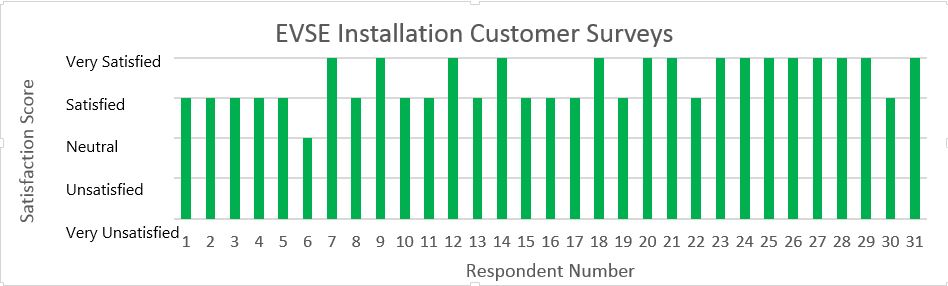 EVSE Installation Customer Surveys
Satisfaction Score
Very Satisfied
Satisfied
Neutral
Unsatisfied
Very Unsatisfied
1 2 3 4 5 6 7 8 9 10 11 12 13 14 15 16 17 18 19 20 21 22 23 24 25 26 27 28 29 30 31
Respondent Number